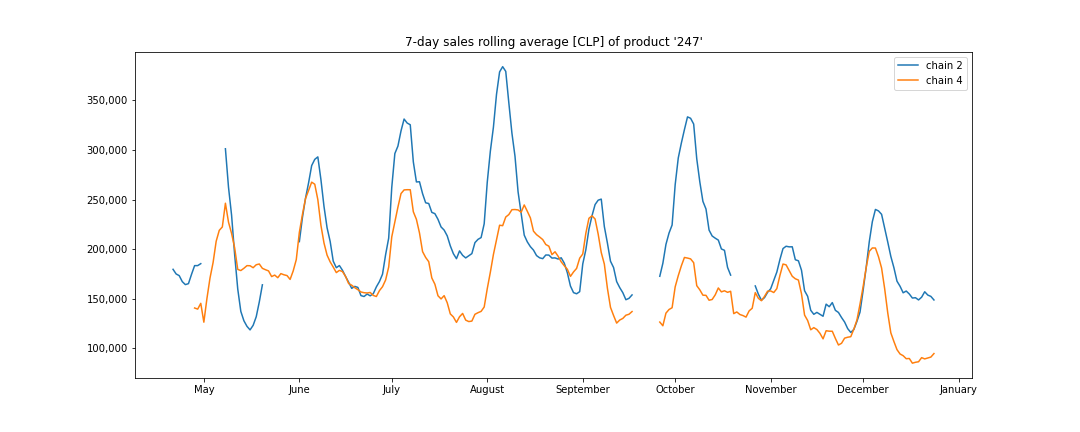 7-day sales rolling average [CLP] of product '247'
chain 2
chain 4
350,000
300,000
250,000
200,000
150,000
100,000
May June July August September October November December January